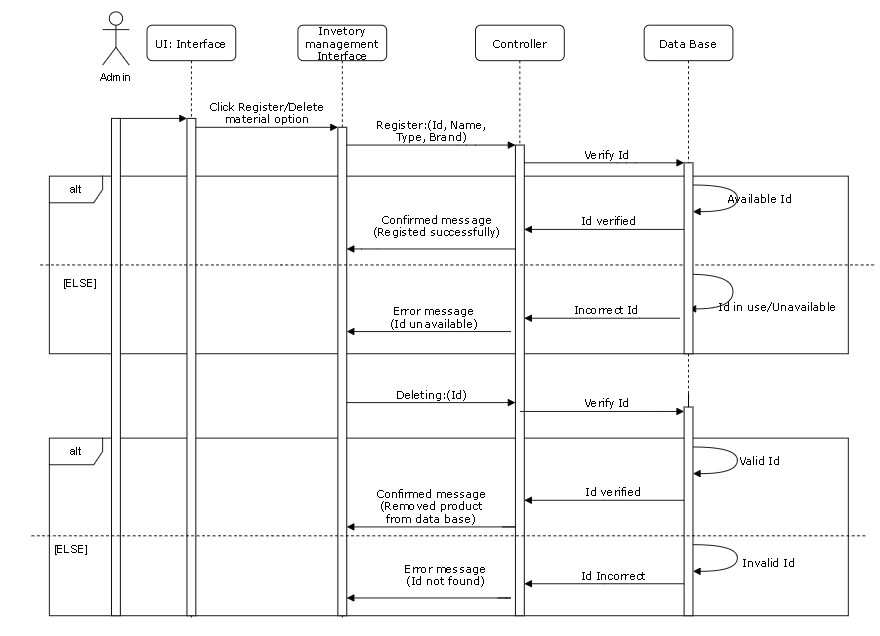 Admin
UI: Interface
Invetory
management
Interface
Controller
Data Base
Click Register/Delete
material option
Register:(Id, Name,
Type, Brand)
Verify Id
alt
Available Id
Id verified
Confirmed message
(Registed successfully)
[ELSE]
Id in use/Unavailable
Incorrect Id
Error message
(Id unavailable)
Deleting:(Id)
Verify Id
alt
Valid Id
Id verified
Confirmed message
(Removed product
from data base)
[ELSE]
Invalid Id
Id Incorrect
Error message
(Id not found)